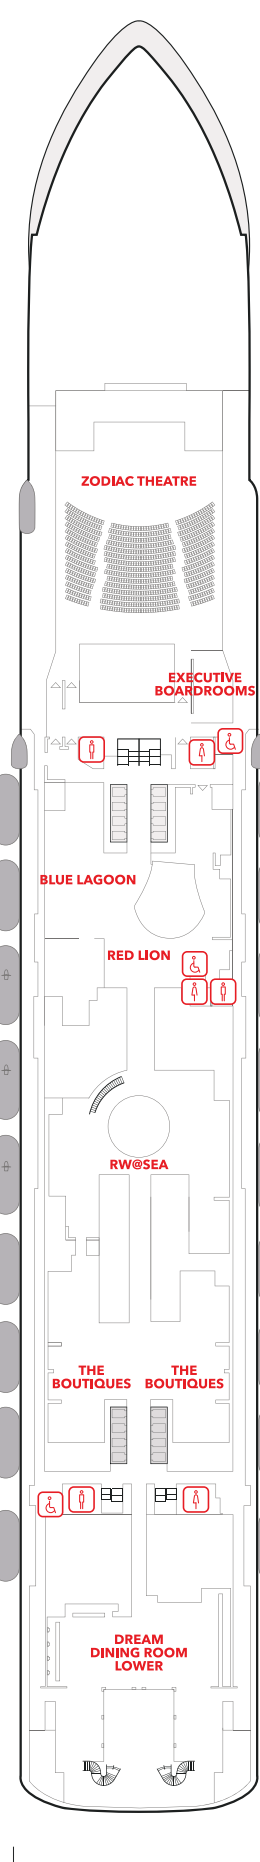 ZODIAC THEATRE
EXECUTIVE
BOARDROOMS
BLUE LAGOON
RED LION
RW@SEA
THE
BOUTIQUES
THE
BOUTIQUES
DREAM
DINING ROOM
LOWER